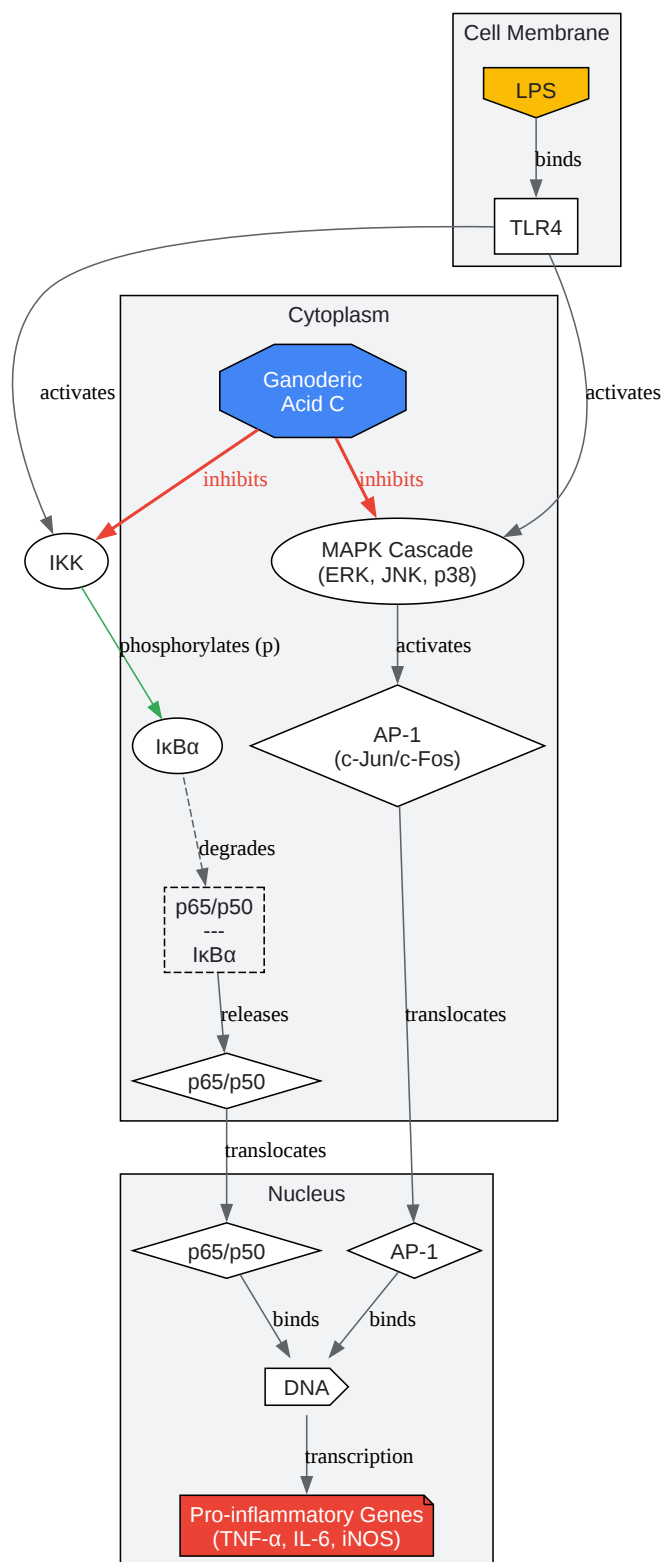 Cell Membrane
LPS
binds
TLR4
Cytoplasm
Ganoderic
Acid C
activates
activates
inhibits
inhibits
IKK
MAPK Cascade
(ERK, JNK, p38)
phosphorylates (p)
activates
IκBα
AP-1
(c-Jun/c-Fos)
degrades
p65/p50
---
IκBα
releases
translocates
p65/p50
translocates
Nucleus
p65/p50
AP-1
binds
binds
DNA
transcription
Pro-inflammatory Genes
(TNF-α, IL-6, iNOS)